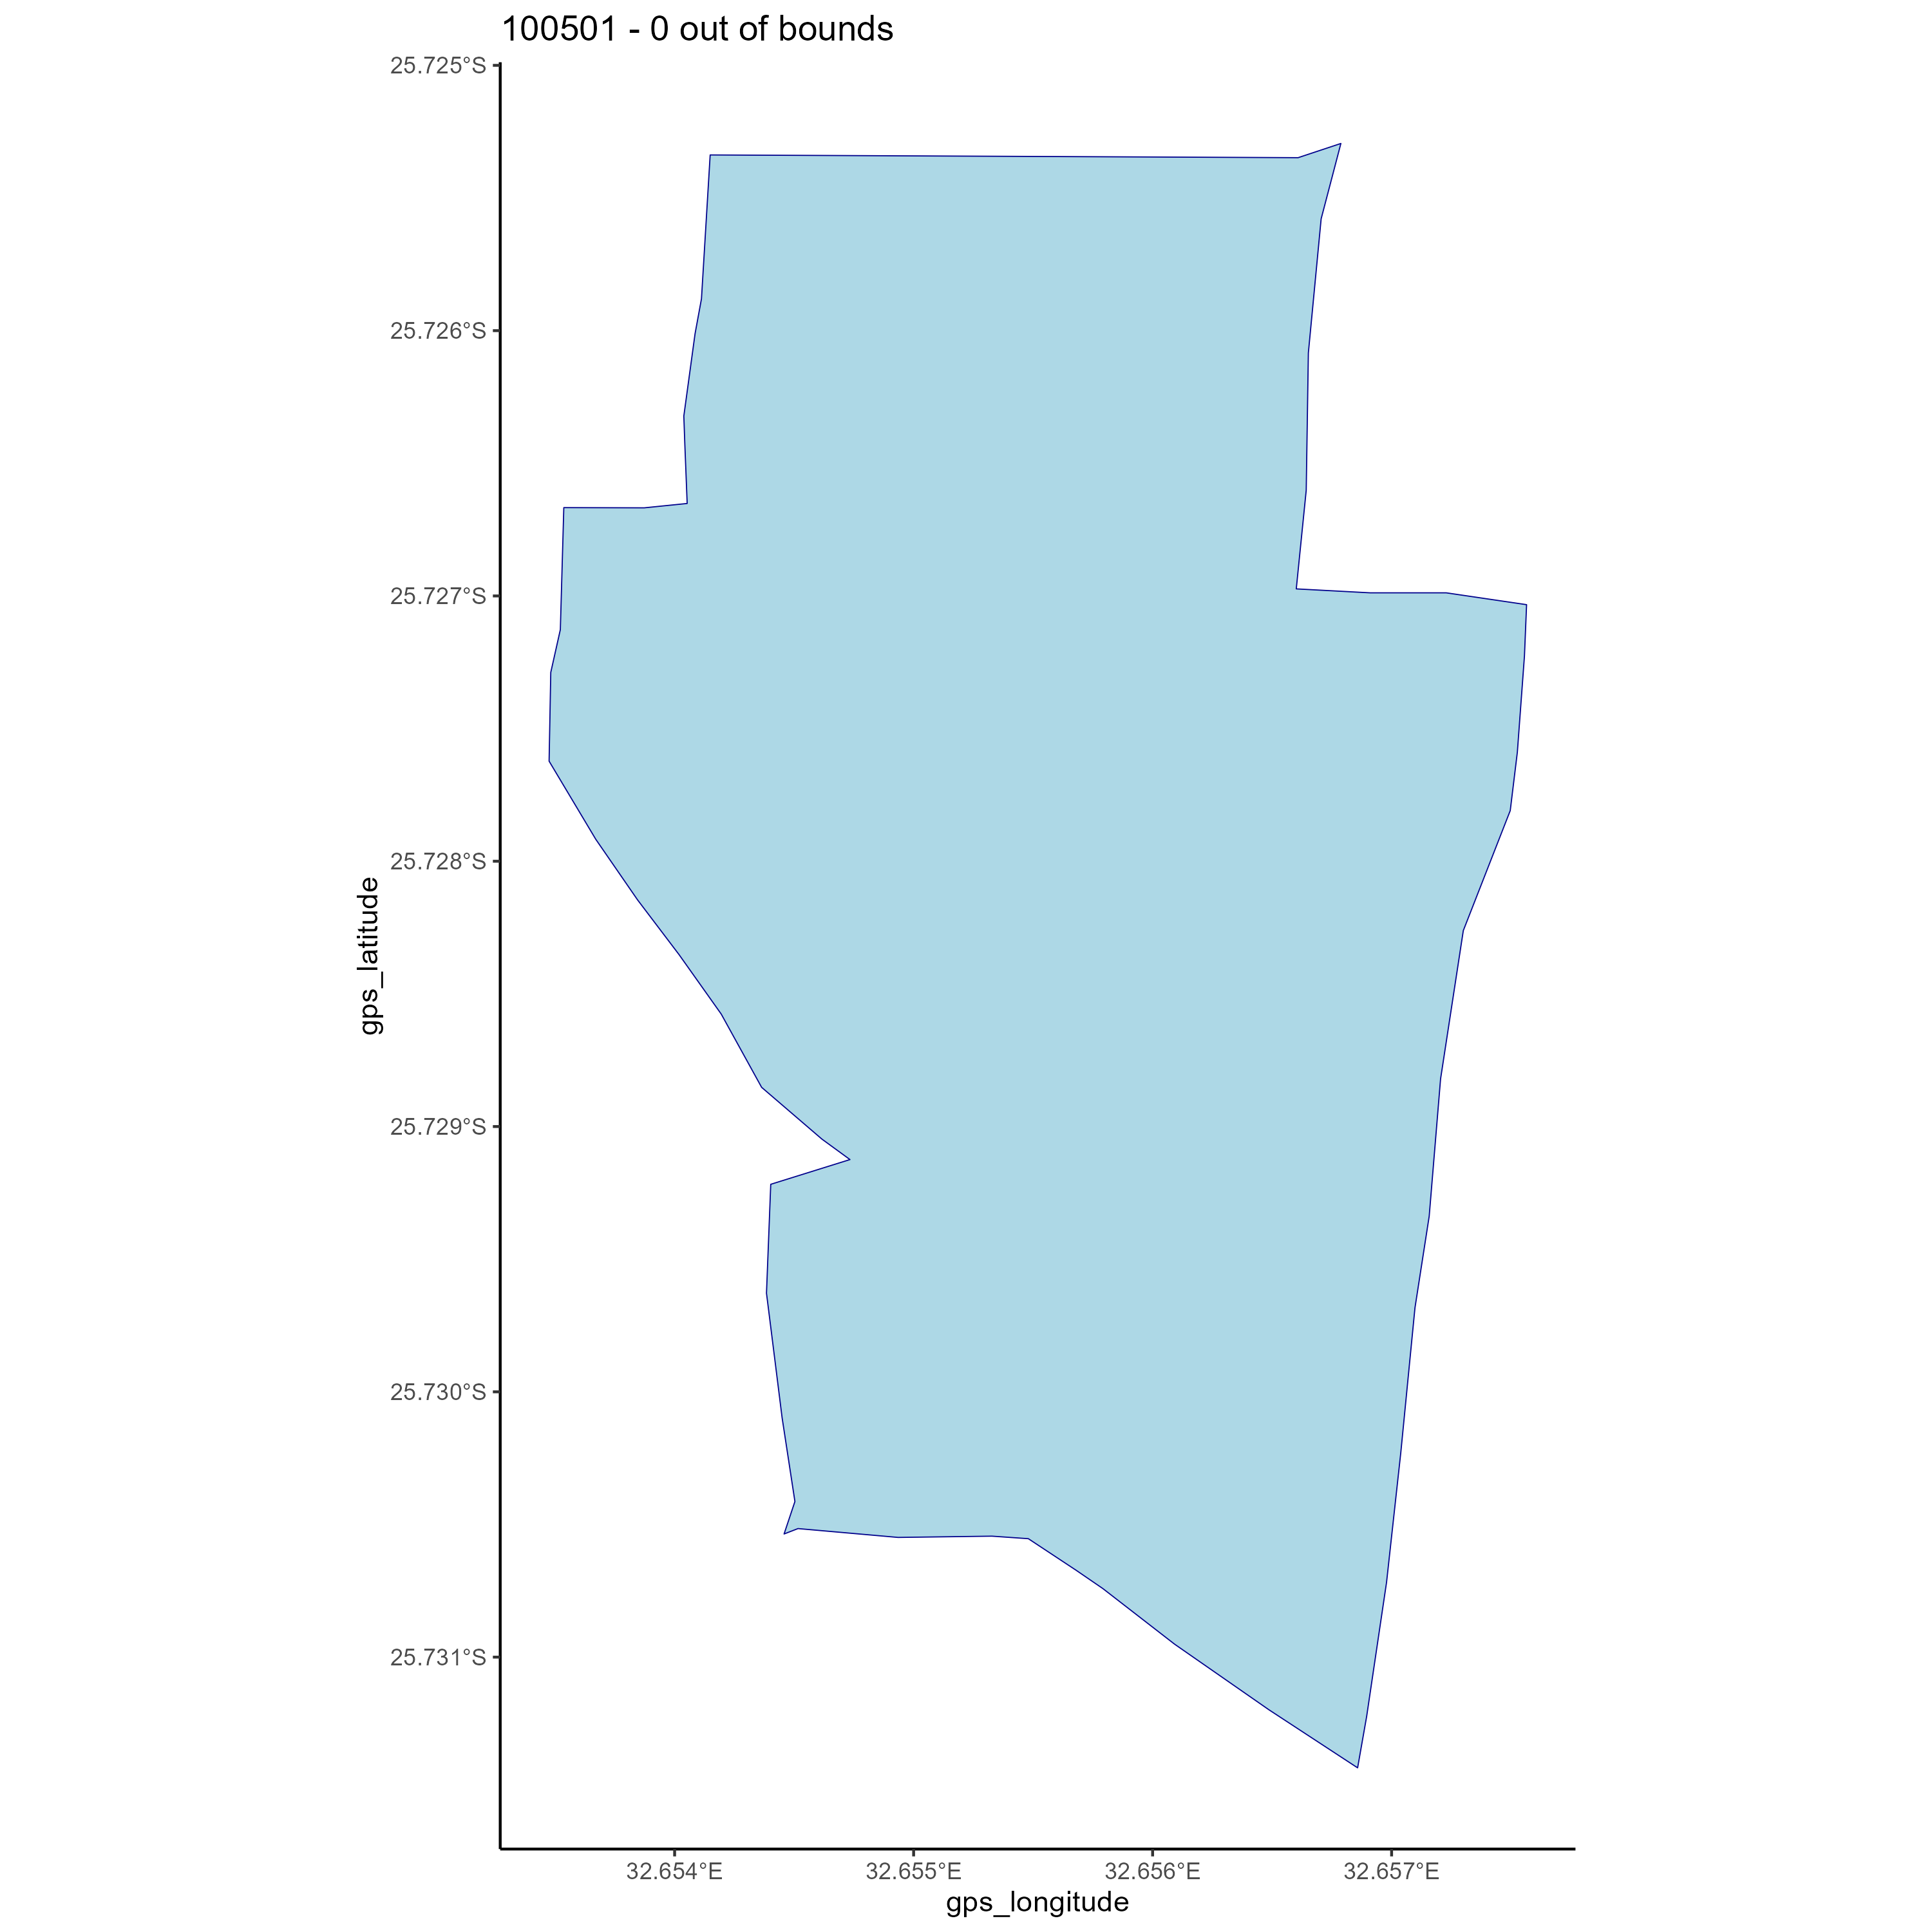 100501 - 0 out of bounds
25.725°S
25.726°S
25.727°S
25.728°S
25.729°S
25.730°S
25.731°S
gps_latitude
32.654°E 32.655°E 32.656°E 32.657°E
gps_longitude